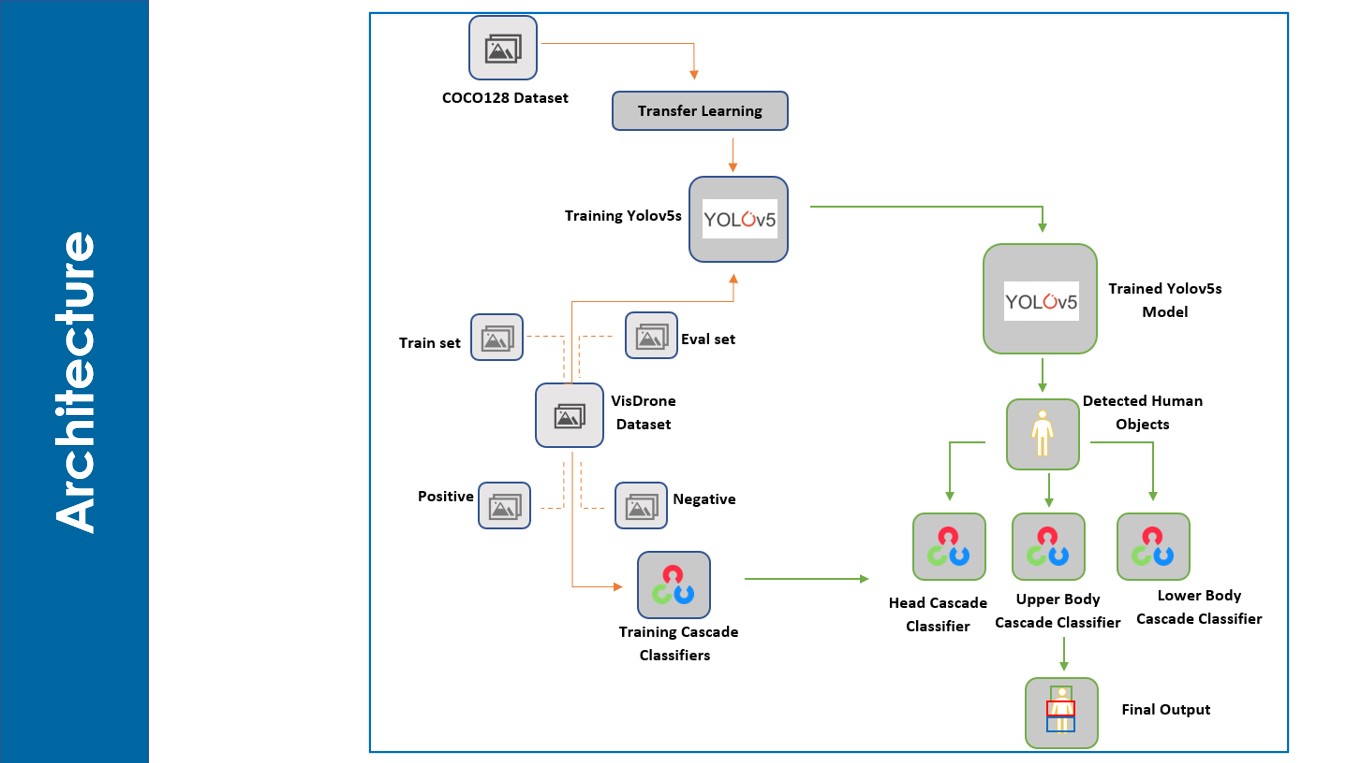 Architecture
COCO128 Dataset
Transfer Learning
Training Yolov5s
YOLOv5
YOLOv5
Trained Yolov5s
Model
Train set
Eval set
VisDrone
Dataset
Detected Human
Objects
Positive
Negative
Training Cascade
Classifiers
Head Cascade
Classifier
Upper Body
Cascade Classifier
Lower Body
Cascade Classifier
Final Output